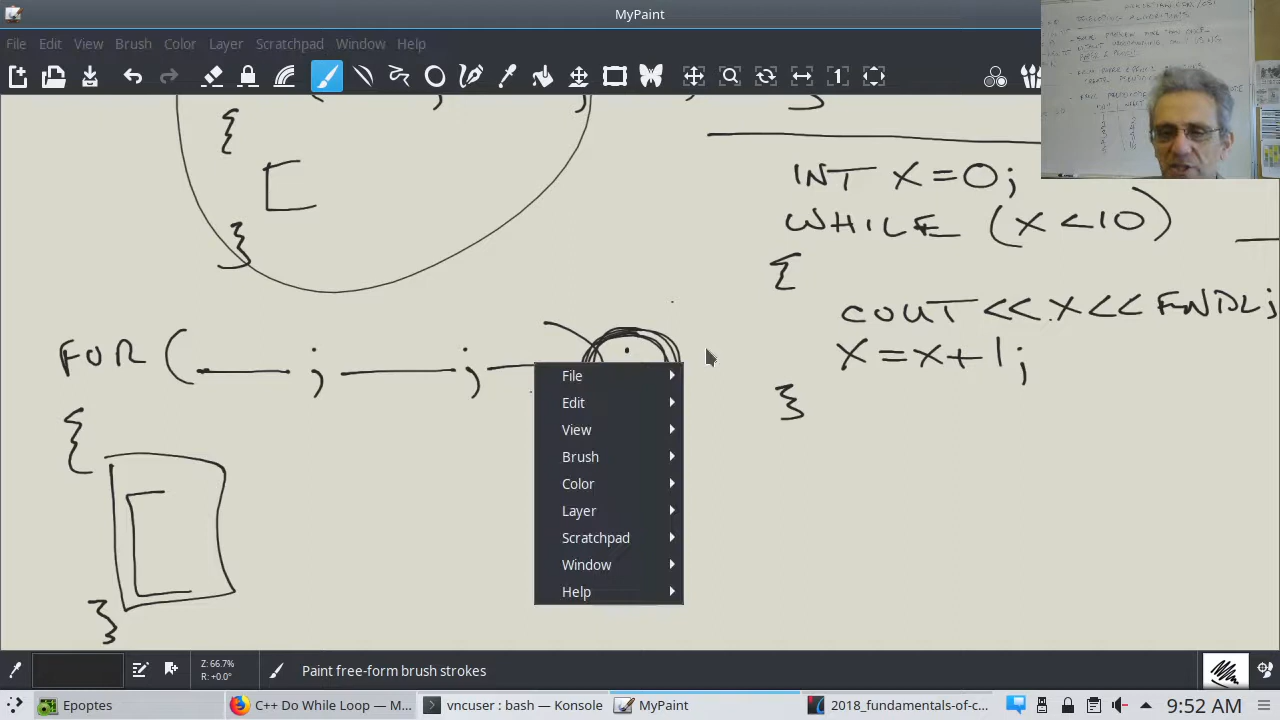 MyPaint
File Edit View Brush Color Layer Scratchpad Window Help
{
}
INT X=0;
WHILE (X<10)
{
COUT<<X<<ENDL;
X=X+1;
}
FOR ( ; ;
{
}
File
Edit
View
Brush
Color
Layer
Scratchpad
Window
Help
Z: 66.7%
R: +0.0°
Paint free-form brush strokes
Epoptes
C++ Do While Loop — M...
vncuser : bash — Konsole
MyPaint
2018_fundamentals-of-c...
9:52 AM